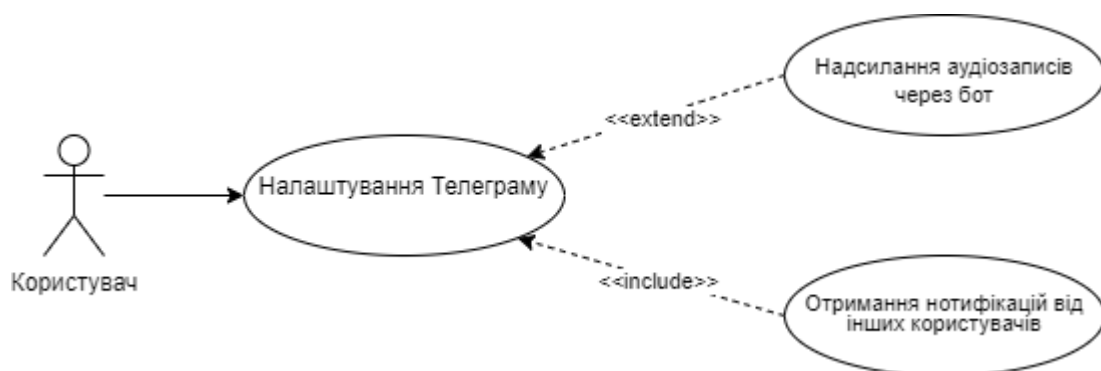 Надсилання аудіозаписів
через бот
<<extend>>
Налаштування Телеграму
Користувач
<<include>>
Отримання нотифікацій від
інших користувачів